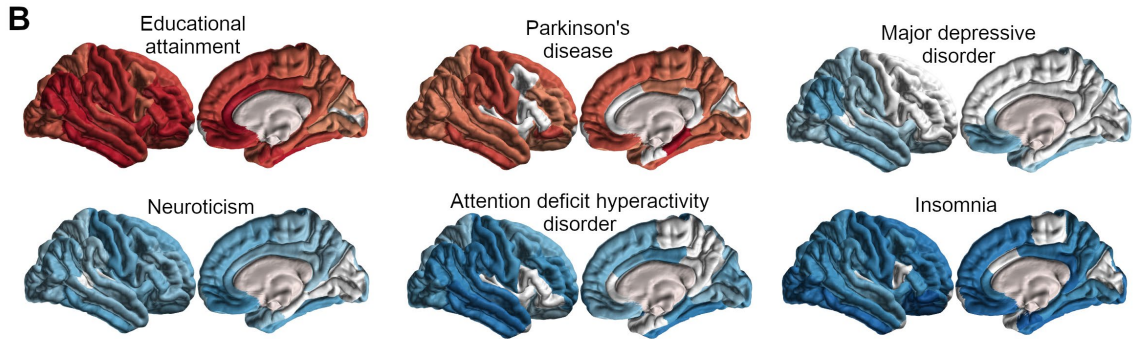 B
Educational
attainment
Parkinson's
disease
Major depressive
disorder
Neuroticism
Attention deficit hyperactivity
disorder
Insomnia